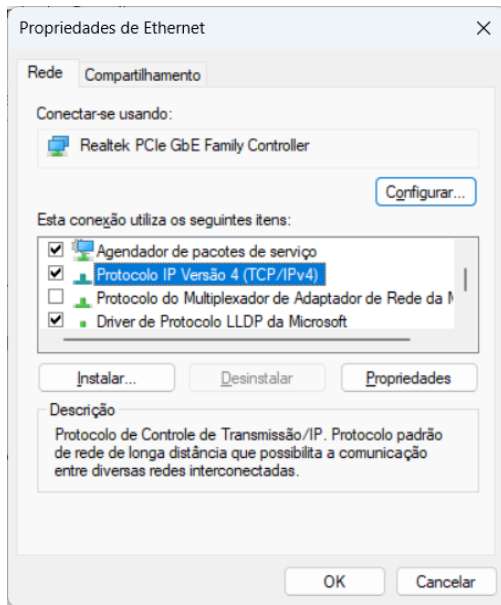 Propriedades de Ethernet
Rede
Compartilhamento
Conectar-se usando:
Realtek PCIe GbE Family Controller
Configurar...
Esta conexão utiliza os seguintes itens:
Agendador de pacotes de serviço
Protocolo IP Versão 4 (TCP/IPv4)
Protocolo do Multiplexador de Adaptador de Rede da
Driver de Protocolo LLDP da Microsoft
Instalar...
Desinstalar
Propriedades
Descrição
Protocolo de Controle de Transmissão/IP. Protocolo padrão
de rede de longa distância que possibilita a comunicação
entre diversas redes interconectadas.
OK
Cancelar